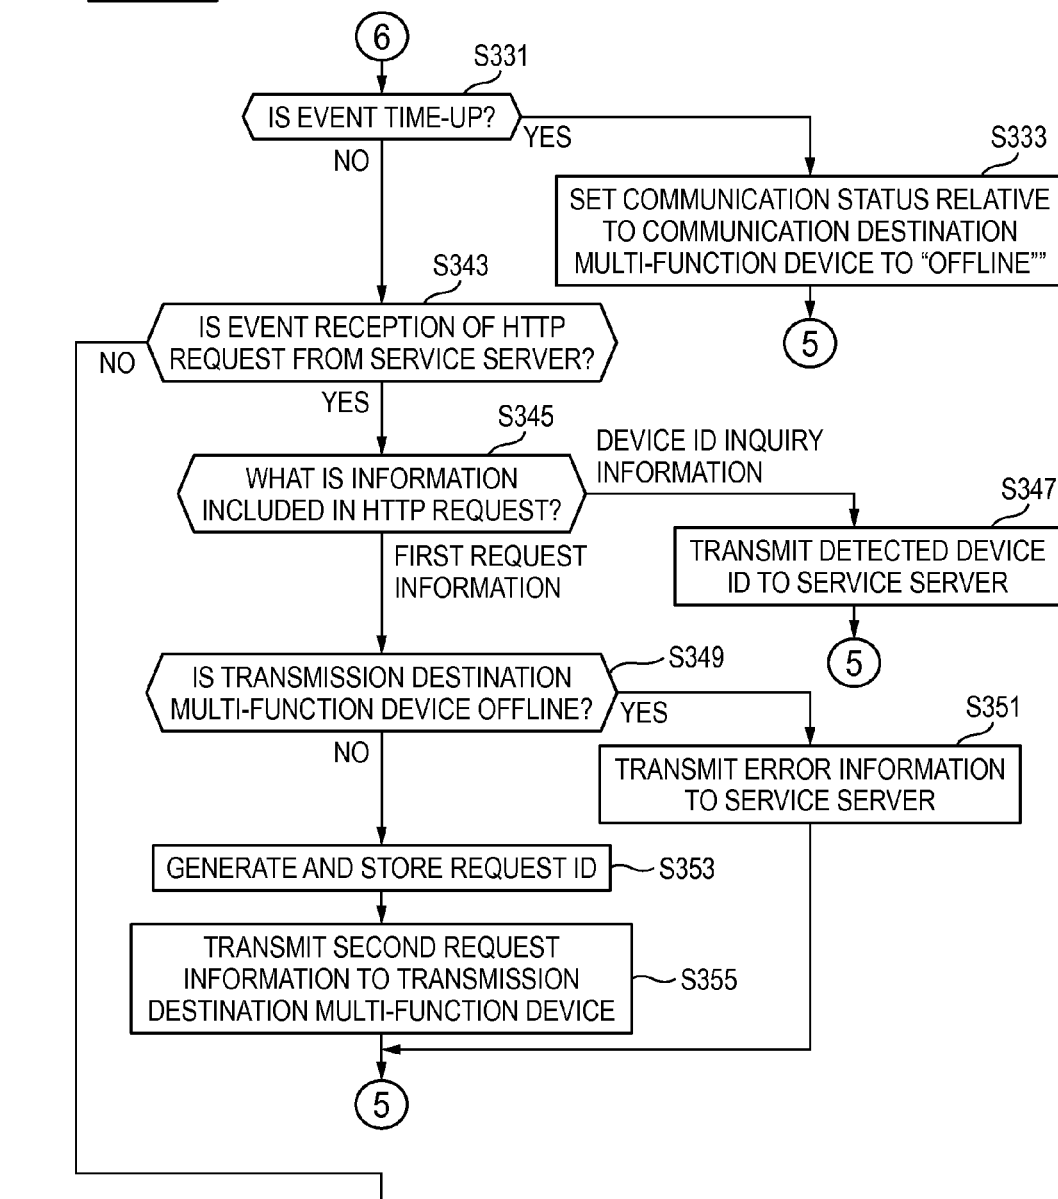 6
S331
IS EVENT TIME-UP?
YES
NO
S333
SET COMMUNICATION STATUS RELATIVE
TO COMMUNICATION DESTINATION
MULTI-FUNCTION DEVICE TO “OFFLINE””
5
S343
IS EVENT RECEPTION OF HTTP
REQUEST FROM SERVICE SERVER?
NO
YES
S345
WHAT IS INFORMATION
INCLUDED IN HTTP REQUEST?
DEVICE ID INQUIRY
INFORMATION
S347
TRANSMIT DETECTED DEVICE
ID TO SERVICE SERVER
5
FIRST REQUEST
INFORMATION
S349
IS TRANSMISSION DESTINATION
MULTI-FUNCTION DEVICE OFFLINE?
YES
NO
S351
TRANSMIT ERROR INFORMATION
TO SERVICE SERVER
GENERATE AND STORE REQUEST ID
S353
TRANSMIT SECOND REQUEST
INFORMATION TO TRANSMISSION
DESTINATION MULTI-FUNCTION DEVICE
S355
5